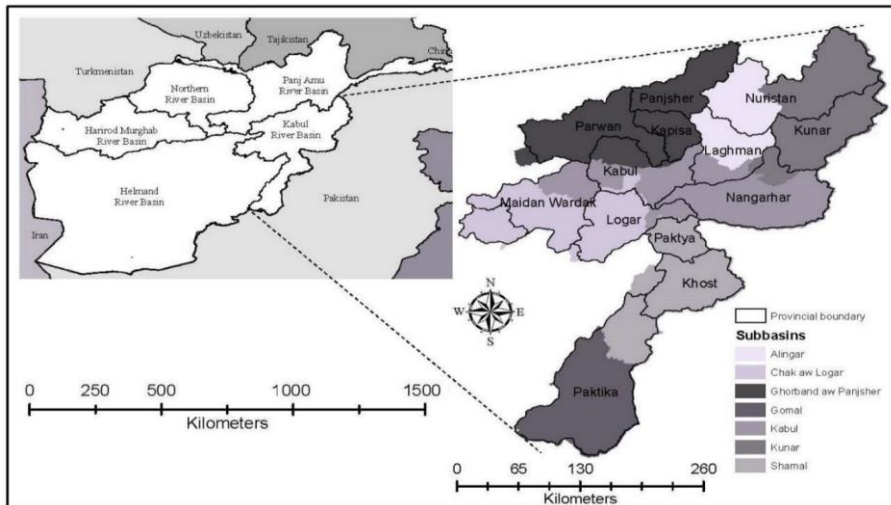 Uzbekistan
Tajikistan
Turkmenistan
Northern
River Basin
Panj Amu
River Basin
Harirod Murghab
River Basin
Kabul
River Basin
Helmand
River Basin
Pakistan
Iran
Panjsher
Nuristan
Parwan
Kapisa
Kunar
Laghman
Kabul
Nangarhar
Maidan Wardak
Logar
Paktya
Khost
Paktika
N
W
E
S
0 250 500 1000 1500
Kilometers
Provincial boundary
Subbasins
Alingar
Chak aw Logar
Ghorband aw Panjsher
Gomal
Kabul
Kunar
Shamal
0 65 130 260
Kilometers